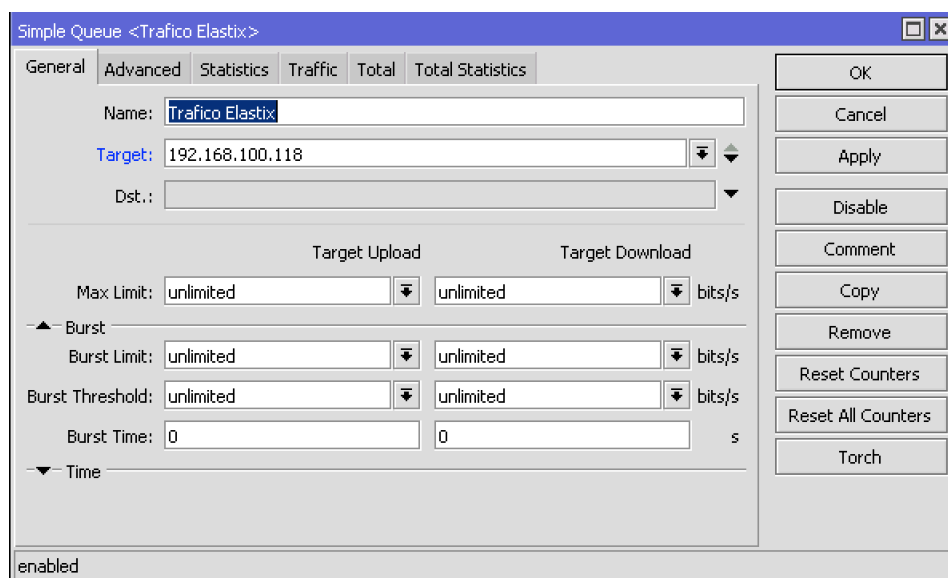 Simple Queue <Trafico Elastix>
General Advanced Statistics Traffic Total Total Statistics
Name: Trafico Elastix
Target: 192.168.100.118
Dst.:
Target Upload Target Download
Max Limit: unlimited unlimited bits/s
Burst
Burst Limit: unlimited unlimited bits/s
Burst Threshold: unlimited unlimited bits/s
Burst Time: 0 0 s
Time
enabled
OK
Cancel
Apply
Disable
Comment
Copy
Remove
Reset Counters
Reset All Counters
Torch